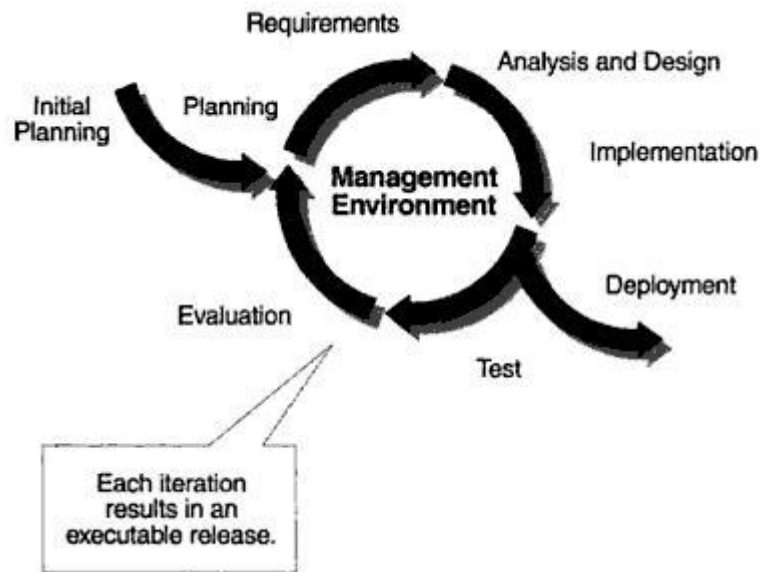 Requirements
Analysis and Design
Initial
Planning
Planning
Implementation
Management
Environment
Deployment
Evaluation
Test
Each iteration
results in an
executable release.